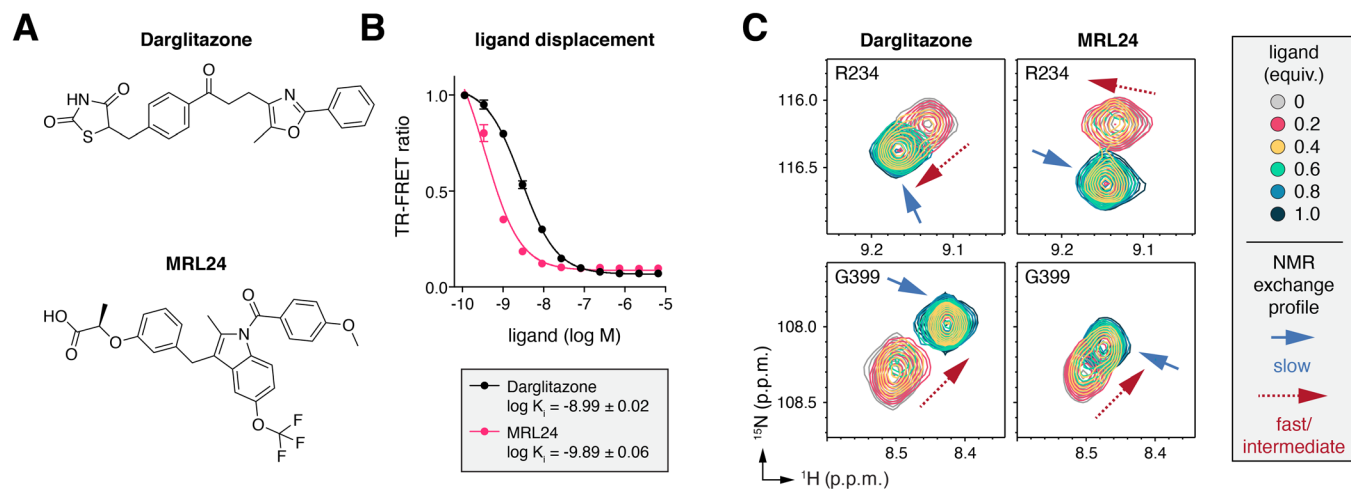 A
Darglitazone
O
N
NH
O
O
S
O
MRL24
HO
O
O
O
N
O
O
F
F
F
B
ligand displacement
TR-FRET ratio
1.0
0.5
0.0
-10 -9 -8 -7 -6 -5
ligand (log M)
Darglitazone
log Ki = -8.99 ± 0.02
MRL24
log Ki = -9.89 ± 0.06
C
Darglitazone MRL24
R234 R234
116.0
116.5
9.2 9.1 9.2 9.1
G399 G399
108.0
108.5
8.5 8.4 8.5 8.4
15N (p.p.m.)
1H (p.p.m.)
ligand
(equiv.)
0
0.2
0.4
0.6
0.8
1.0
NMR
exchange
profile
slow
fast/
intermediate